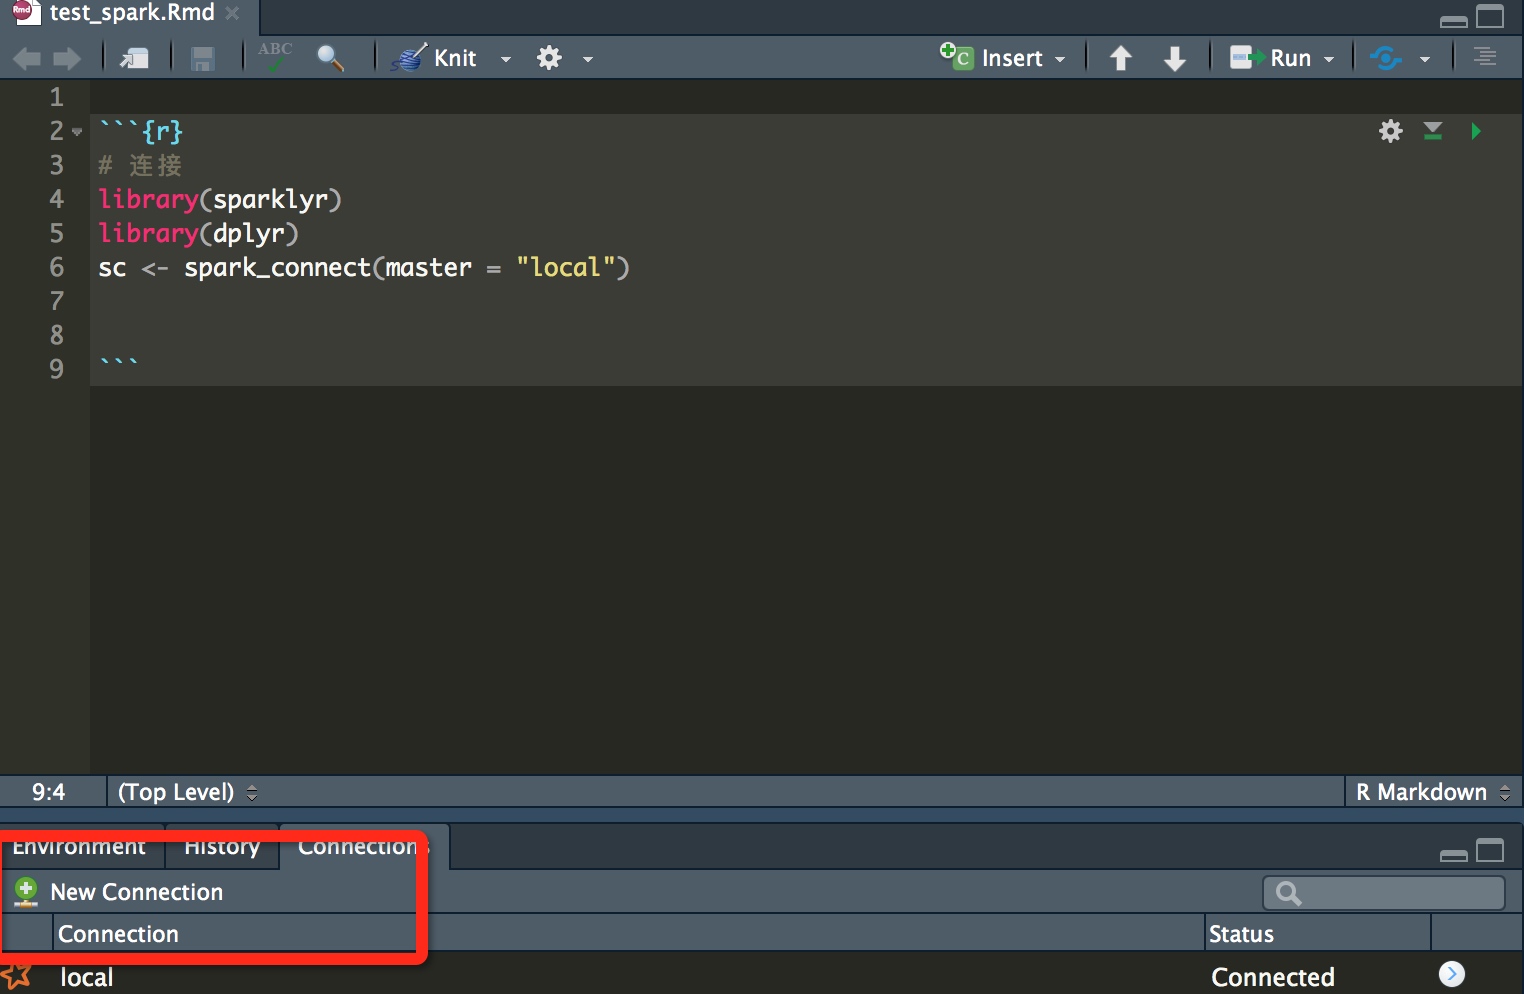 Rmd test_spark.Rmd
ABC Knit Insert Run
1
2 ```{r}
3 # 连接
4 library(sparklyr)
5 library(dplyr)
6 sc <- spark_connect(master = "local")
7
8
9 ```
9:4 (Top Level) R Markdown
Environment History Connections
New Connection
Connection Status
local Connected